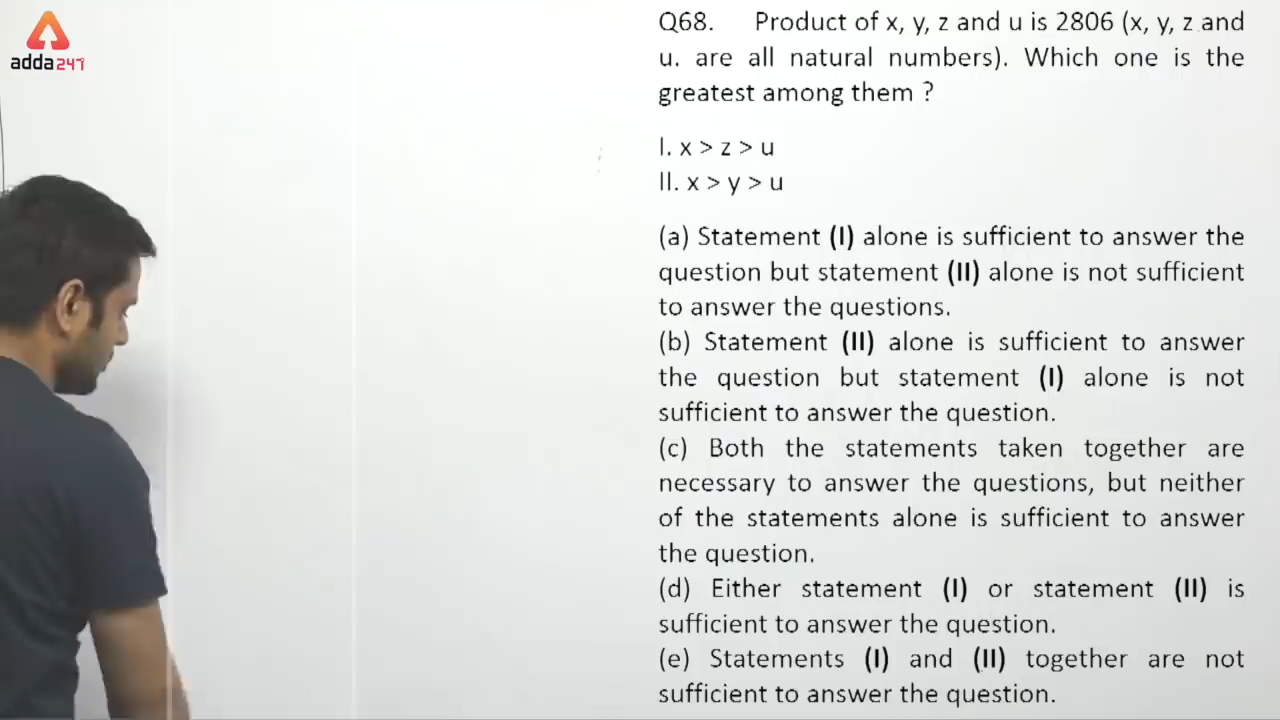 adda247
Q68. Product of x, y, z and u is 2806 (x, y, z and
u. are all natural numbers). Which one is the
greatest among them ?
I. x > z > u
II. x > y > u
(a) Statement (I) alone is sufficient to answer the
question but statement (II) alone is not sufficient
to answer the questions.
(b) Statement (II) alone is sufficient to answer
the question but statement (I) alone is not
sufficient to answer the question.
(c) Both the statements taken together are
necessary to answer the questions, but neither
of the statements alone is sufficient to answer
the question.
(d) Either statement (I) or statement (II) is
sufficient to answer the question.
(e) Statements (I) and (II) together are not
sufficient to answer the question.